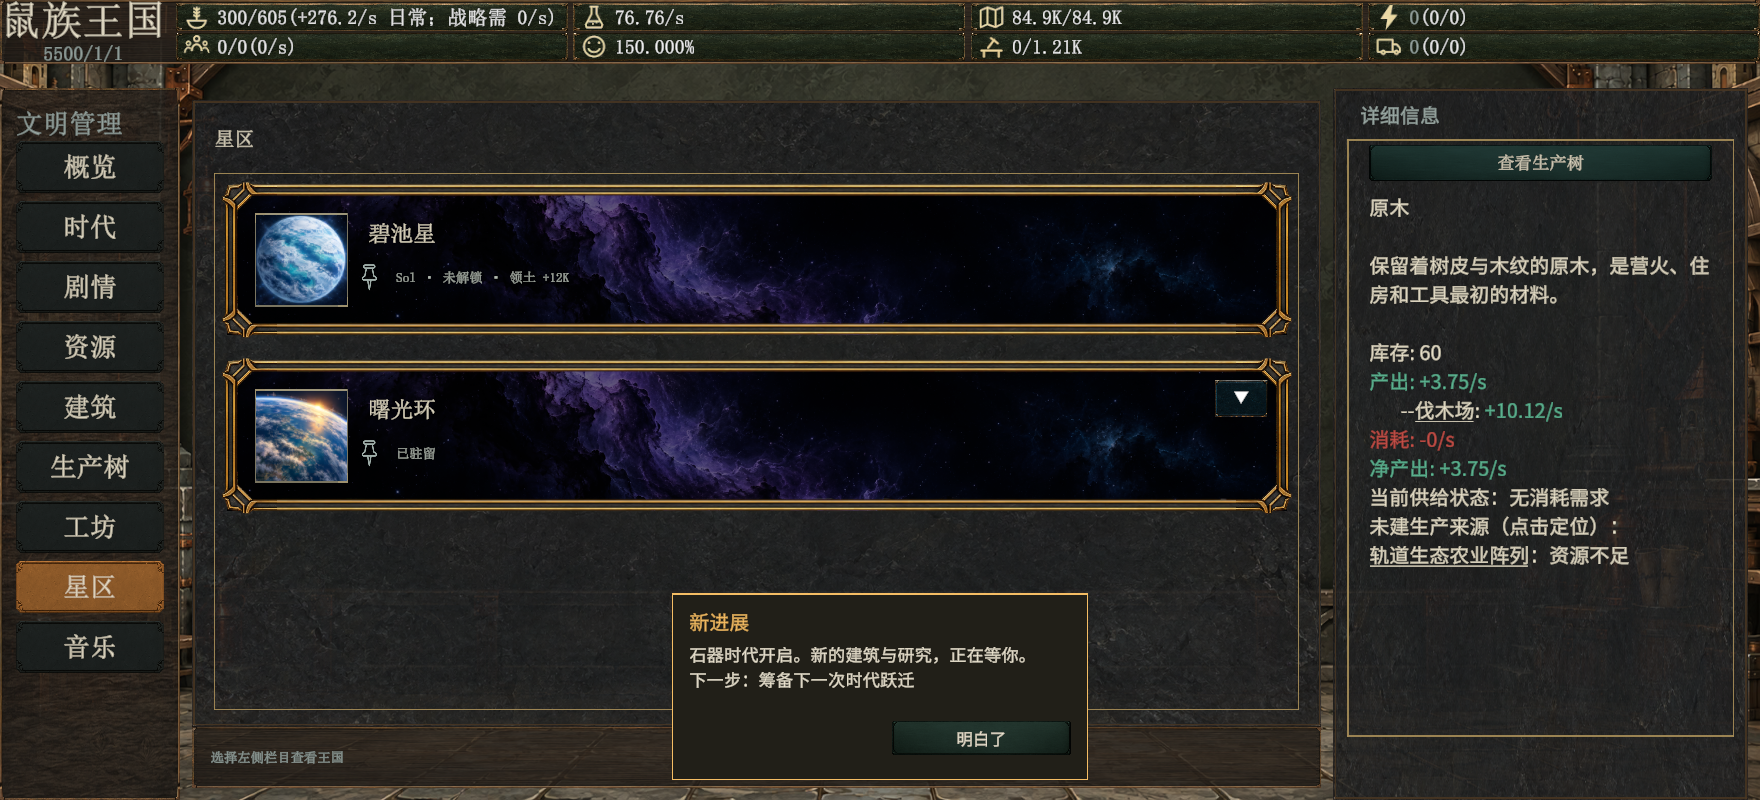 鼠族王国
5500/1/1
300/605(+276.2/s 日常; 战略需 0/s)
0/0(0/s)
76.76/s
150.000%
84.9K/84.9K
0/1.21K
0(0/0)
0(0/0)
文明管理
概览
时代
剧情
资源
建筑
生产树
工坊
星区
音乐
星区
碧池星
Sol · 未解锁 · 领土 +12K
曙光环
已驻留
▼
新进展
石器时代开启。新的建筑与研究，正在等你。
下一步：筹备下一次时代跃迁
明白了
选择左侧栏目查看王国
详细信息
查看生产树
原木
保留着树皮与木纹的原木，是营火、住
房和工具最初的材料。
库存: 60
产出: +3.75/s
--伐木场: +10.12/s
消耗: -0/s
净产出: +3.75/s
当前供给状态：无消耗需求
未建生产来源（点击定位）：
轨道生态农业阵列：资源不足